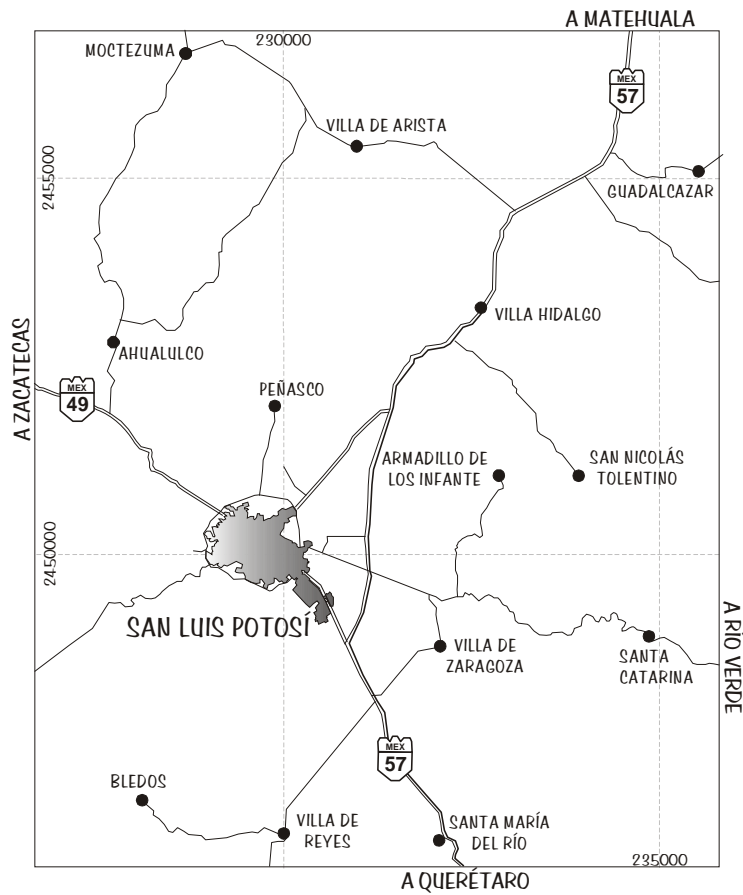 A MATEHUALA
230000
MOCTEZUMA
MEX
57
VILLA DE ARISTA
2455000
GUADALCAZAR
VILLA HIDALGO
AHUALULCO
A ZACATECAS
MEX
49
PEÑASCO
ARMADILLO DE
LOS INFANTE
SAN NICOLÁS
TOLENTINO
2450000
SAN LUIS POTOSÍ
VILLA DE
ZARAGOZA
SANTA
CATARINA
A RÍO VERDE
MEX
57
BLEDOS
VILLA DE
REYES
SANTA MARÍA
DEL RÍO
235000
A QUERÉTARO